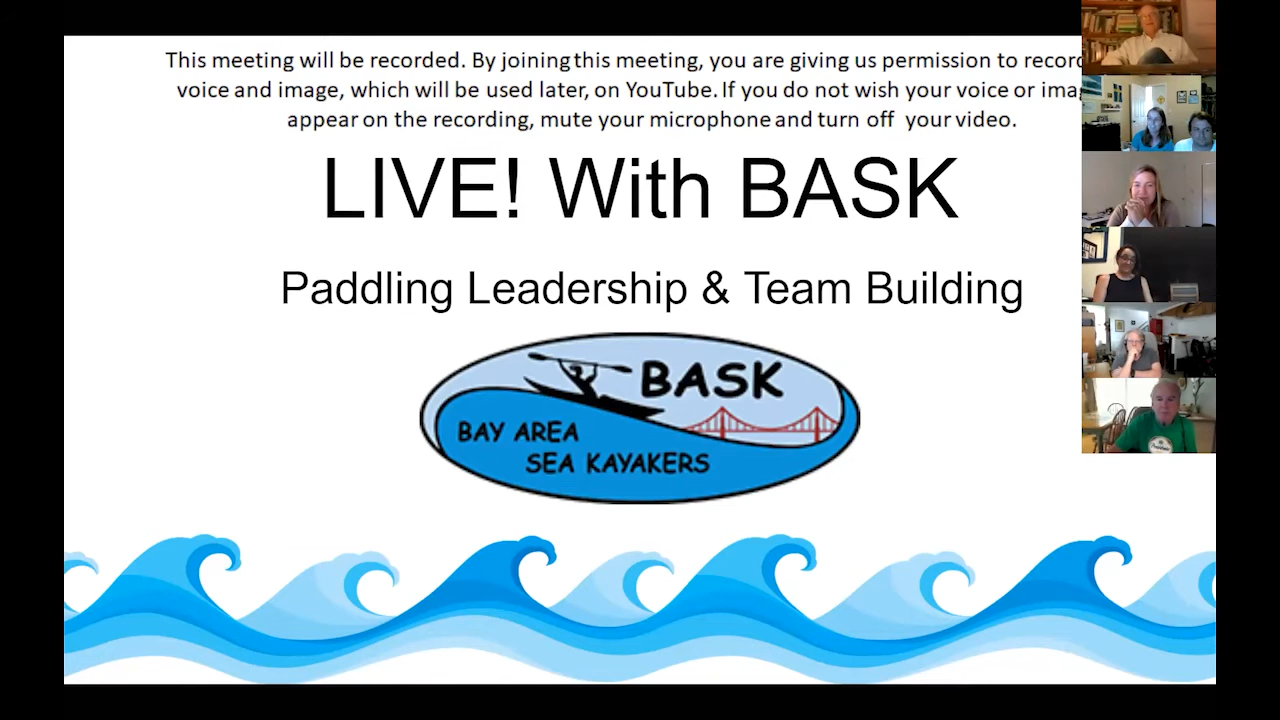 This meeting will be recorded. By joining this meeting, you are giving us permission to record
voice and image, which will be used later, on YouTube. If you do not wish your voice or
appear on the recording, mute your microphone and turn off your video.
LIVE! With BASK
Paddling Leadership & Team Building
BASK
BAY AREA
SEA KAYAKERS